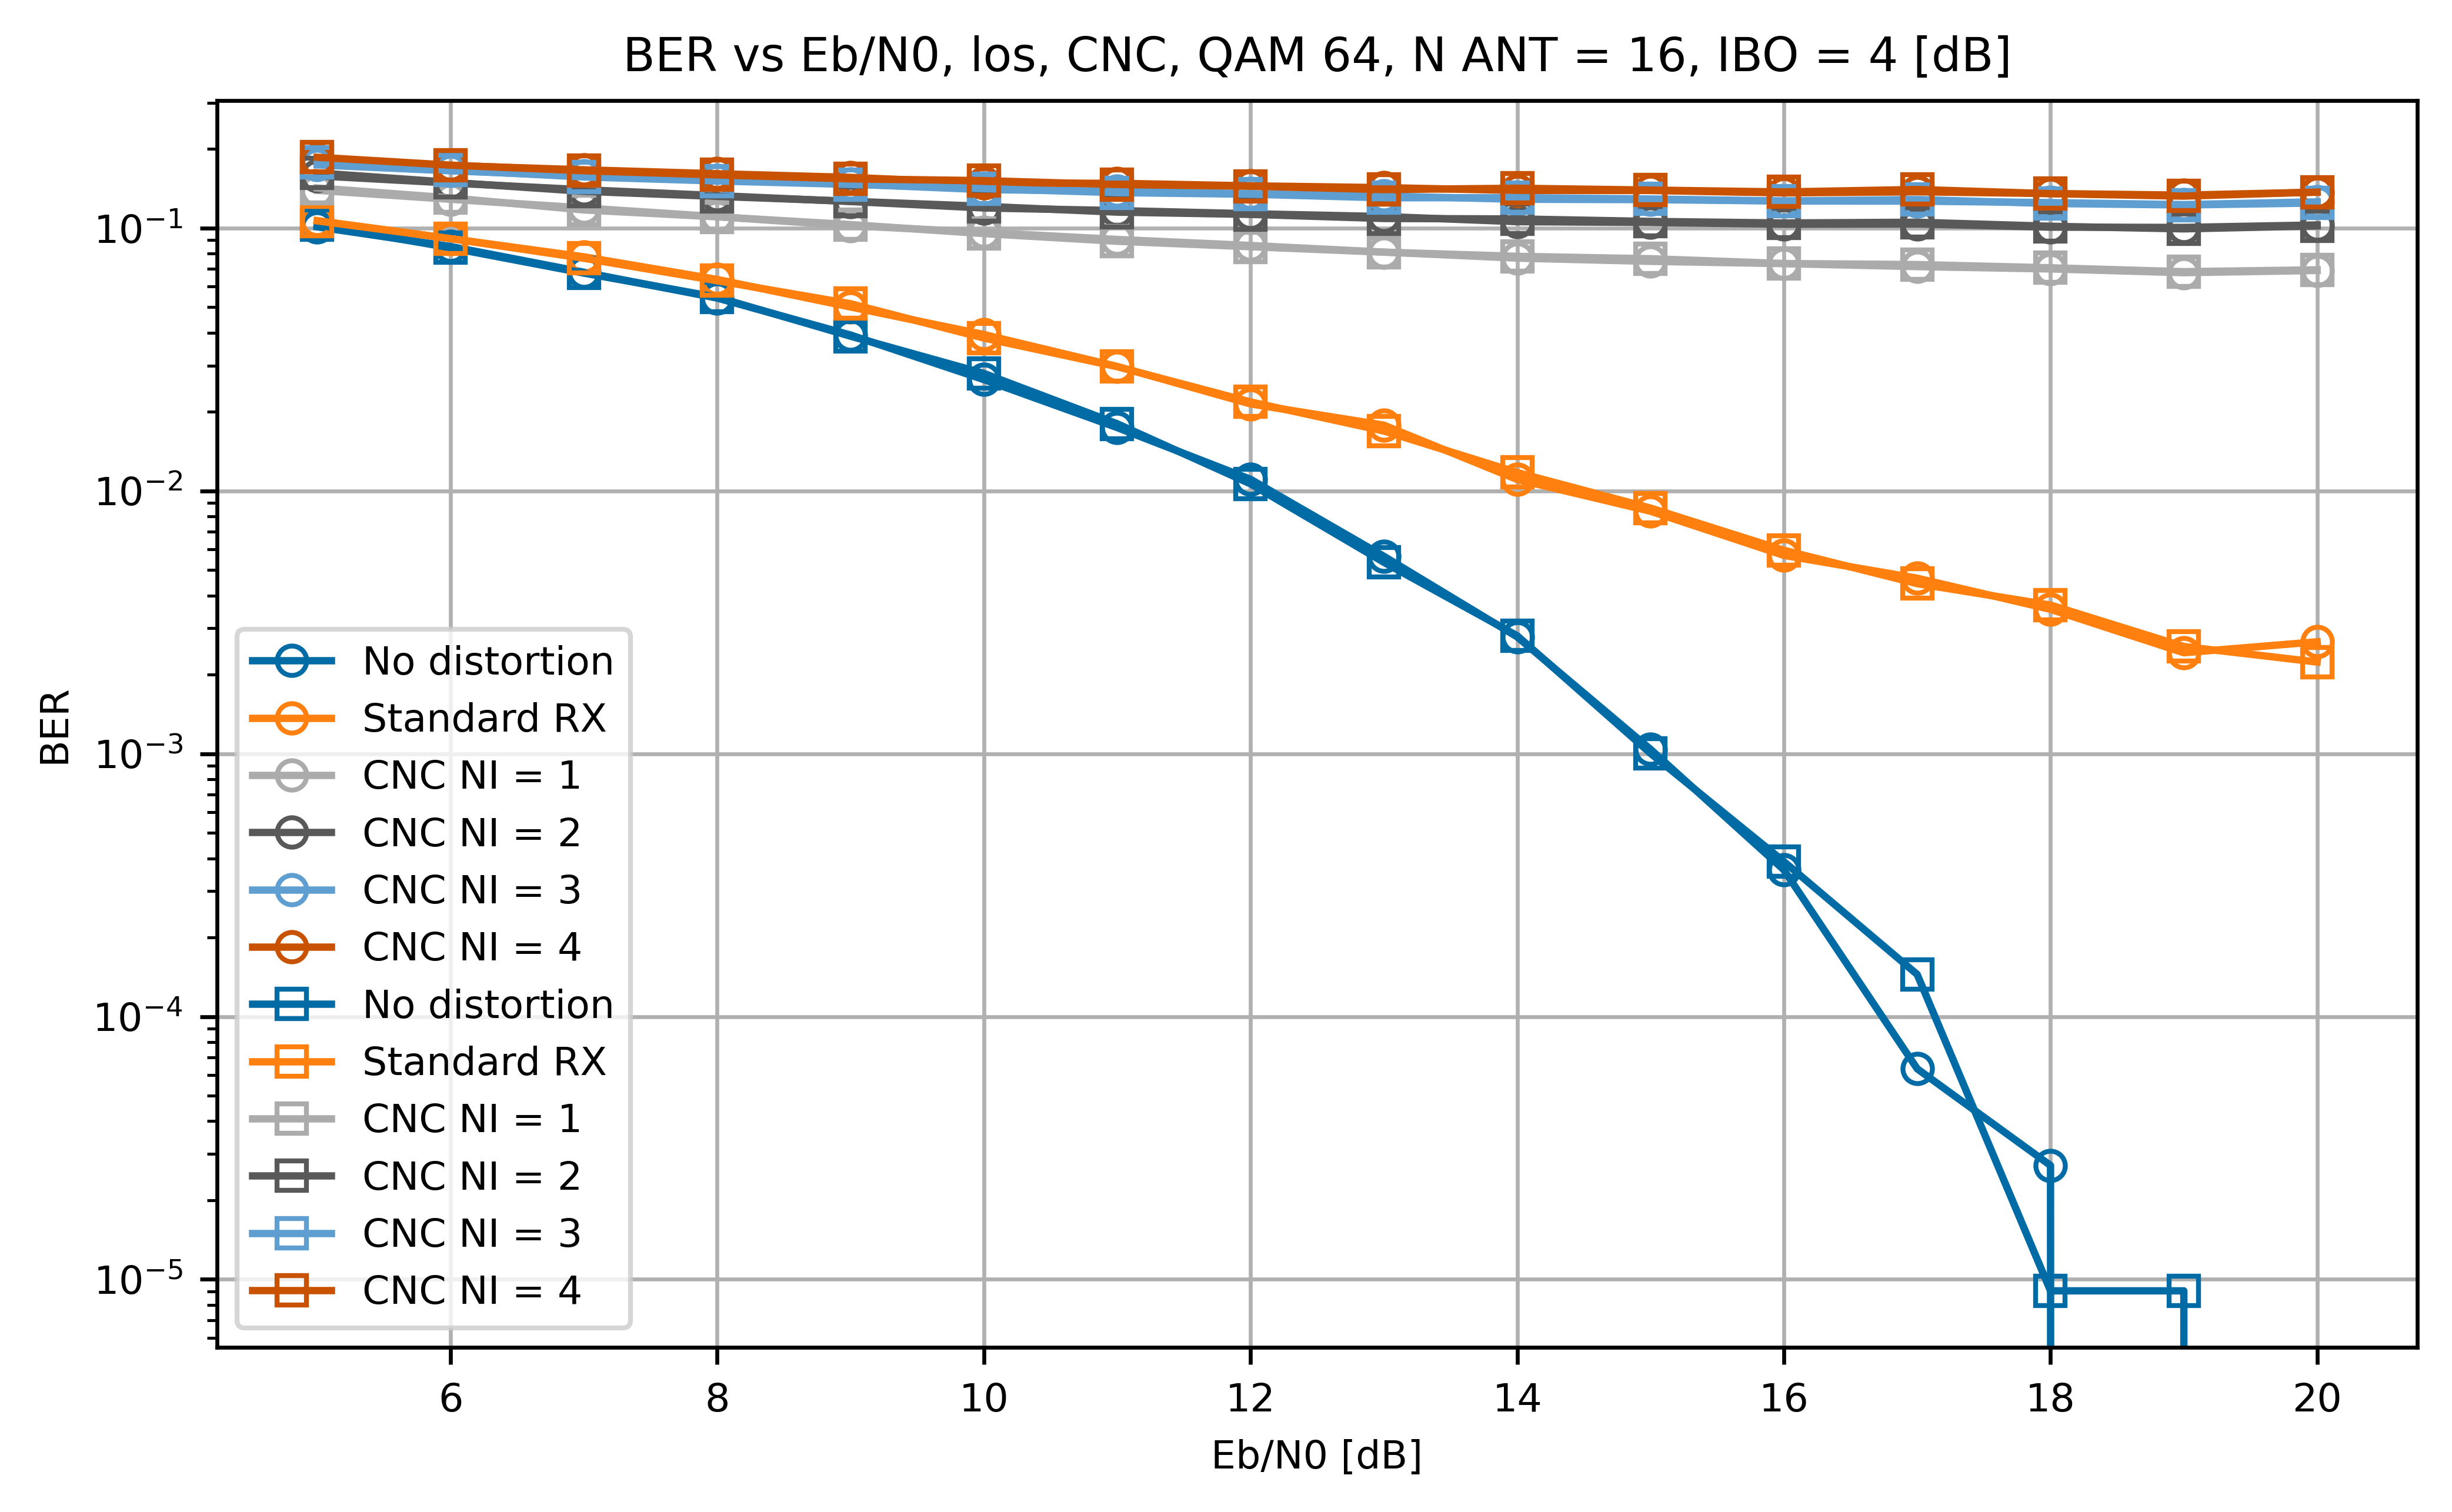 BER vs Eb/N0, los, CNC, QAM 64, N ANT = 16, IBO = 4 [dB]
BER
10⁻¹
10⁻²
10⁻³
10⁻⁴
10⁻⁵
No distortion
Standard RX
CNC NI = 1
CNC NI = 2
CNC NI = 3
CNC NI = 4
No distortion
Standard RX
CNC NI = 1
CNC NI = 2
CNC NI = 3
CNC NI = 4
6 8 10 12 14 16 18 20
Eb/N0 [dB]